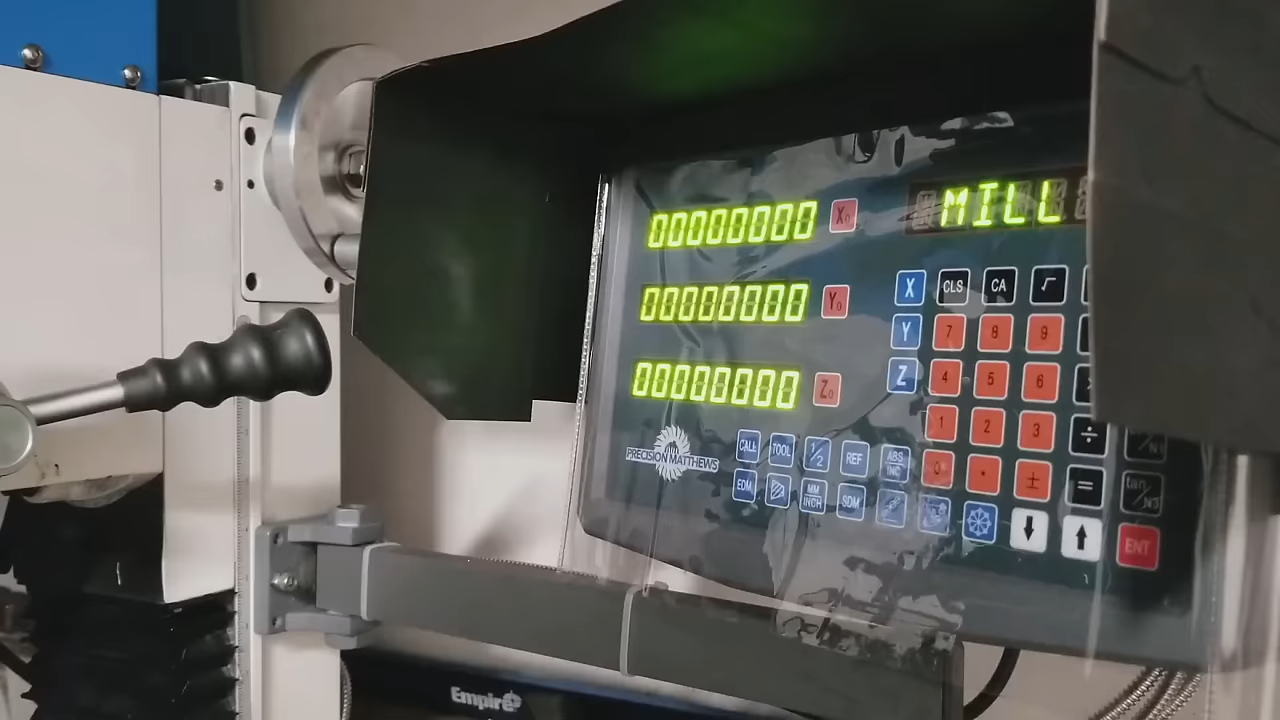 00000000 X₀ MILL
00000000 Y₀
00000000 Z₀
X CLS CA √
Y 7 8 9
Z 4 5 6
1 2 3 ÷
0 · ± =
PRECISION MATTHEWS
CALL TOOL 1/2 REF ABS INC
EDM MM INCH SDM
tan
ENT
Empire